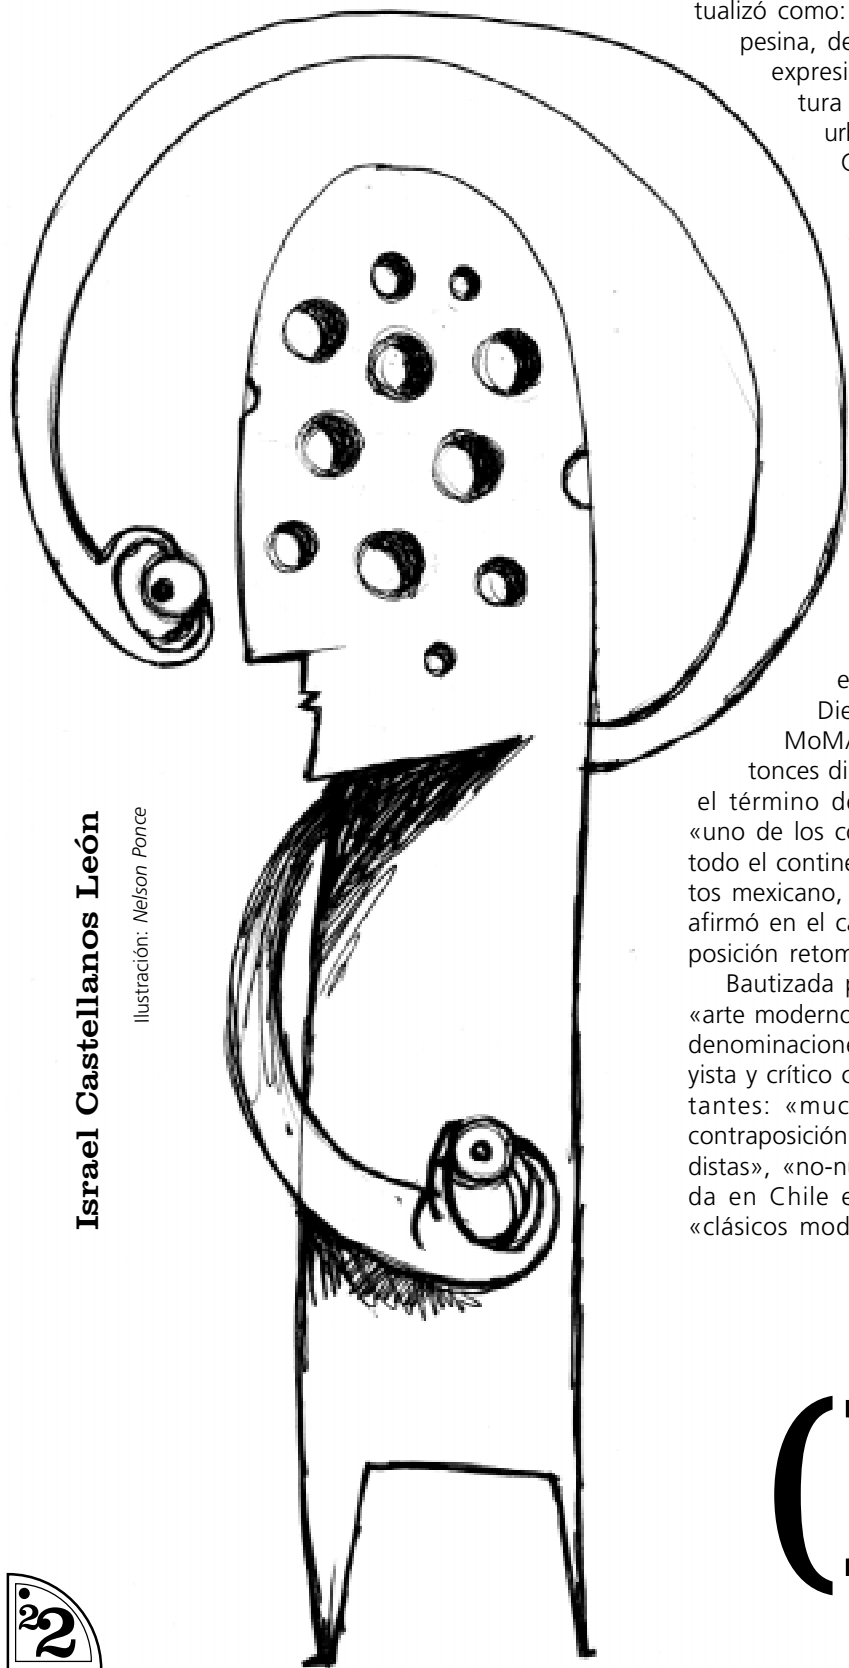 tualizó como:
pesina, de
expresi
tura
url
Israel Castellanos León
Ilustración: Nelson Ponce
e
Die
MoMA
tonces di
el término de
«uno de los co
todo el contine
tos mexicano,
afirmó en el ca
posición retom
Bautizada p
«arte moderno
denominacione
yista y crítico c
tantes: «muc
contraposición
distas», «no-nu
da en Chile e
«clásicos mod
(
22